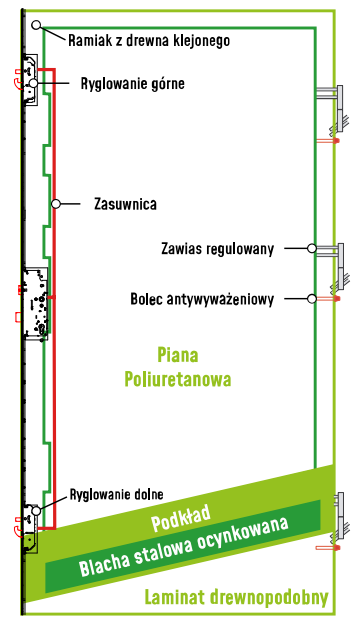 Ramiak z drewna klejonego
Ryglowanie górne
Zasuwnica
Zawias regulowany
Bolec antywyważeniowy
Piana
Poliuretanowa
Ryglowanie dolne
Podkład
Blacha stalowa ocynkowana
Laminat drewnopodobny